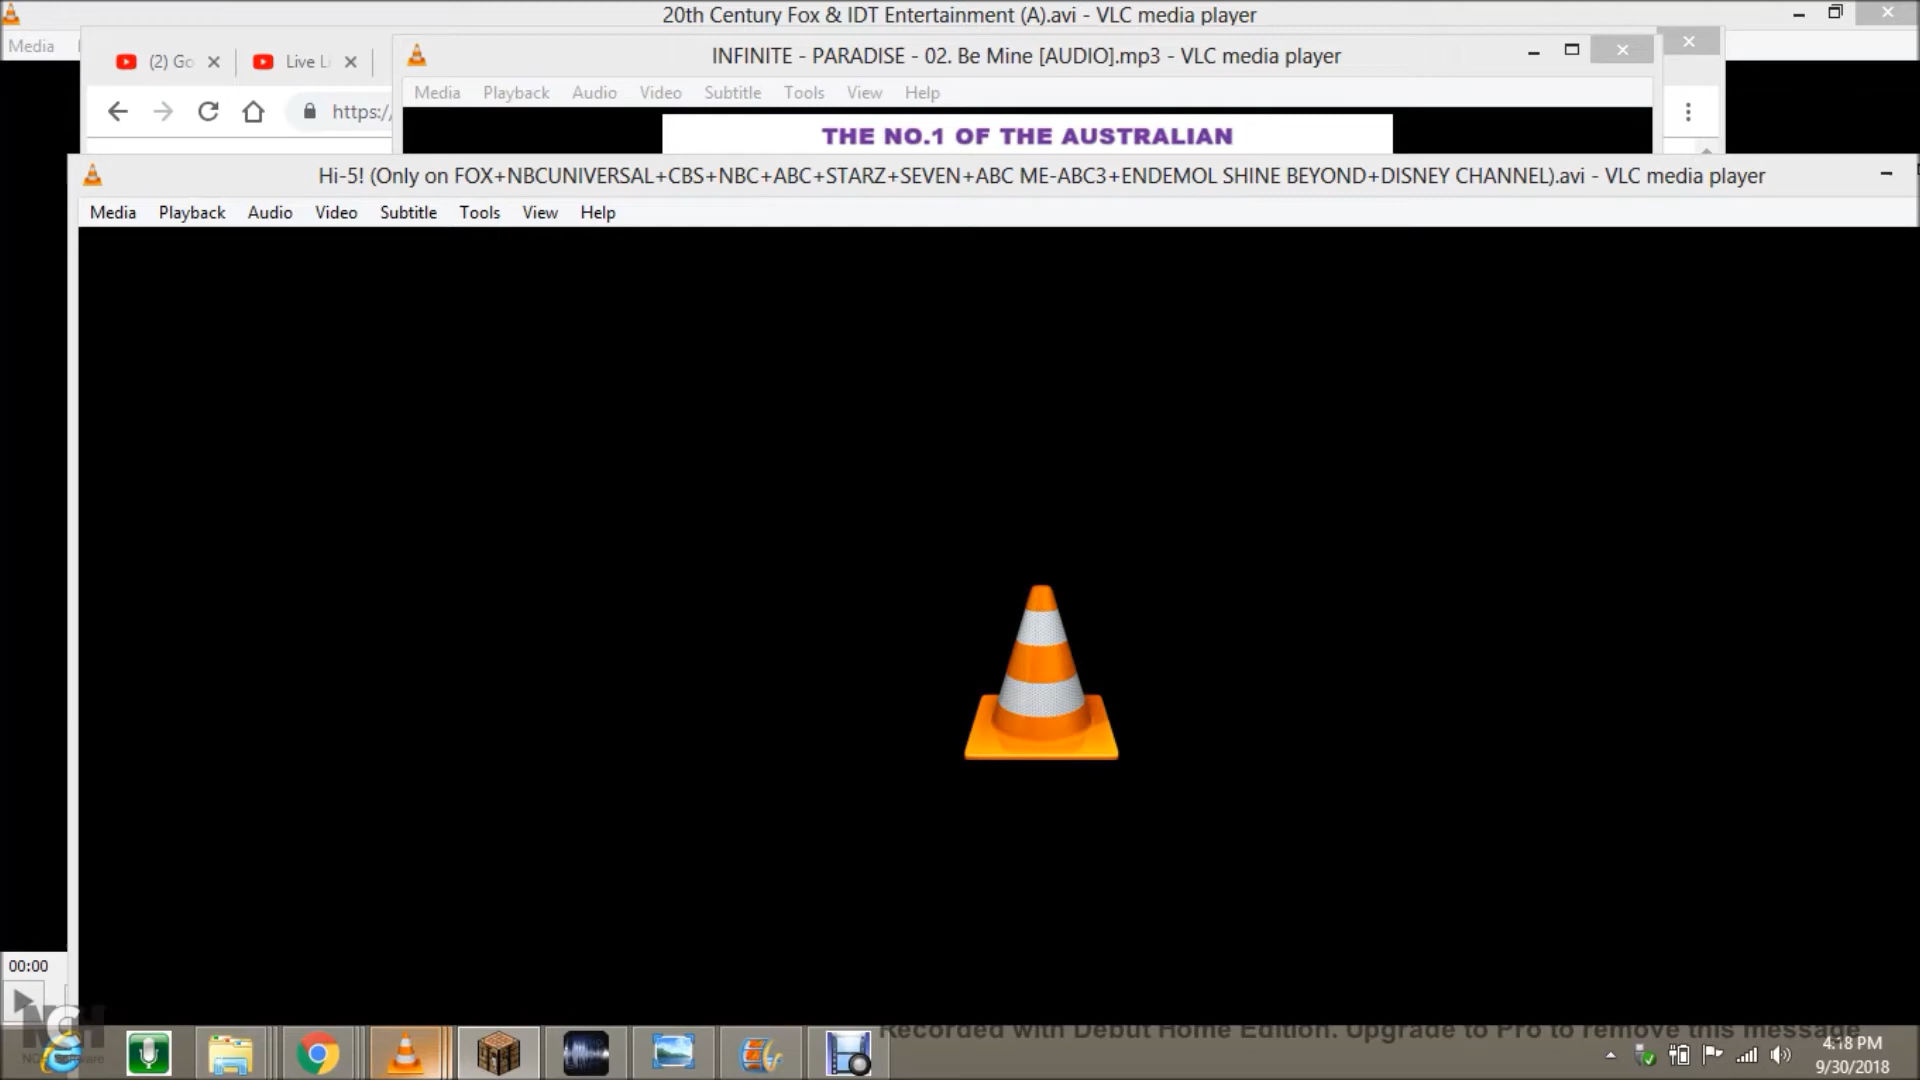 20th Century Fox & IDT Entertainment (A).avi - VLC media player
Media
(2) Go
Live L
INFINITE - PARADISE - 02. Be Mine [AUDIO].mp3 - VLC media player
https:/
Media Playback Audio Video Subtitle Tools View Help
THE NO.1 OF THE AUSTRALIAN
Hi-5! (Only on FOX+NBCUNIVERSAL+CBS+NBC+ABC+STARZ+SEVEN+ABC ME-ABC3+ENDEMOL SHINE BEYOND+DISNEY CHANNEL).avi - VLC media player
Media Playback Audio Video Subtitle Tools View Help
00:00
NCH
NCH Software
Recorded with Debut Home Edition. Upgrade to Pro to remove this message
4:18 PM
9/30/2018